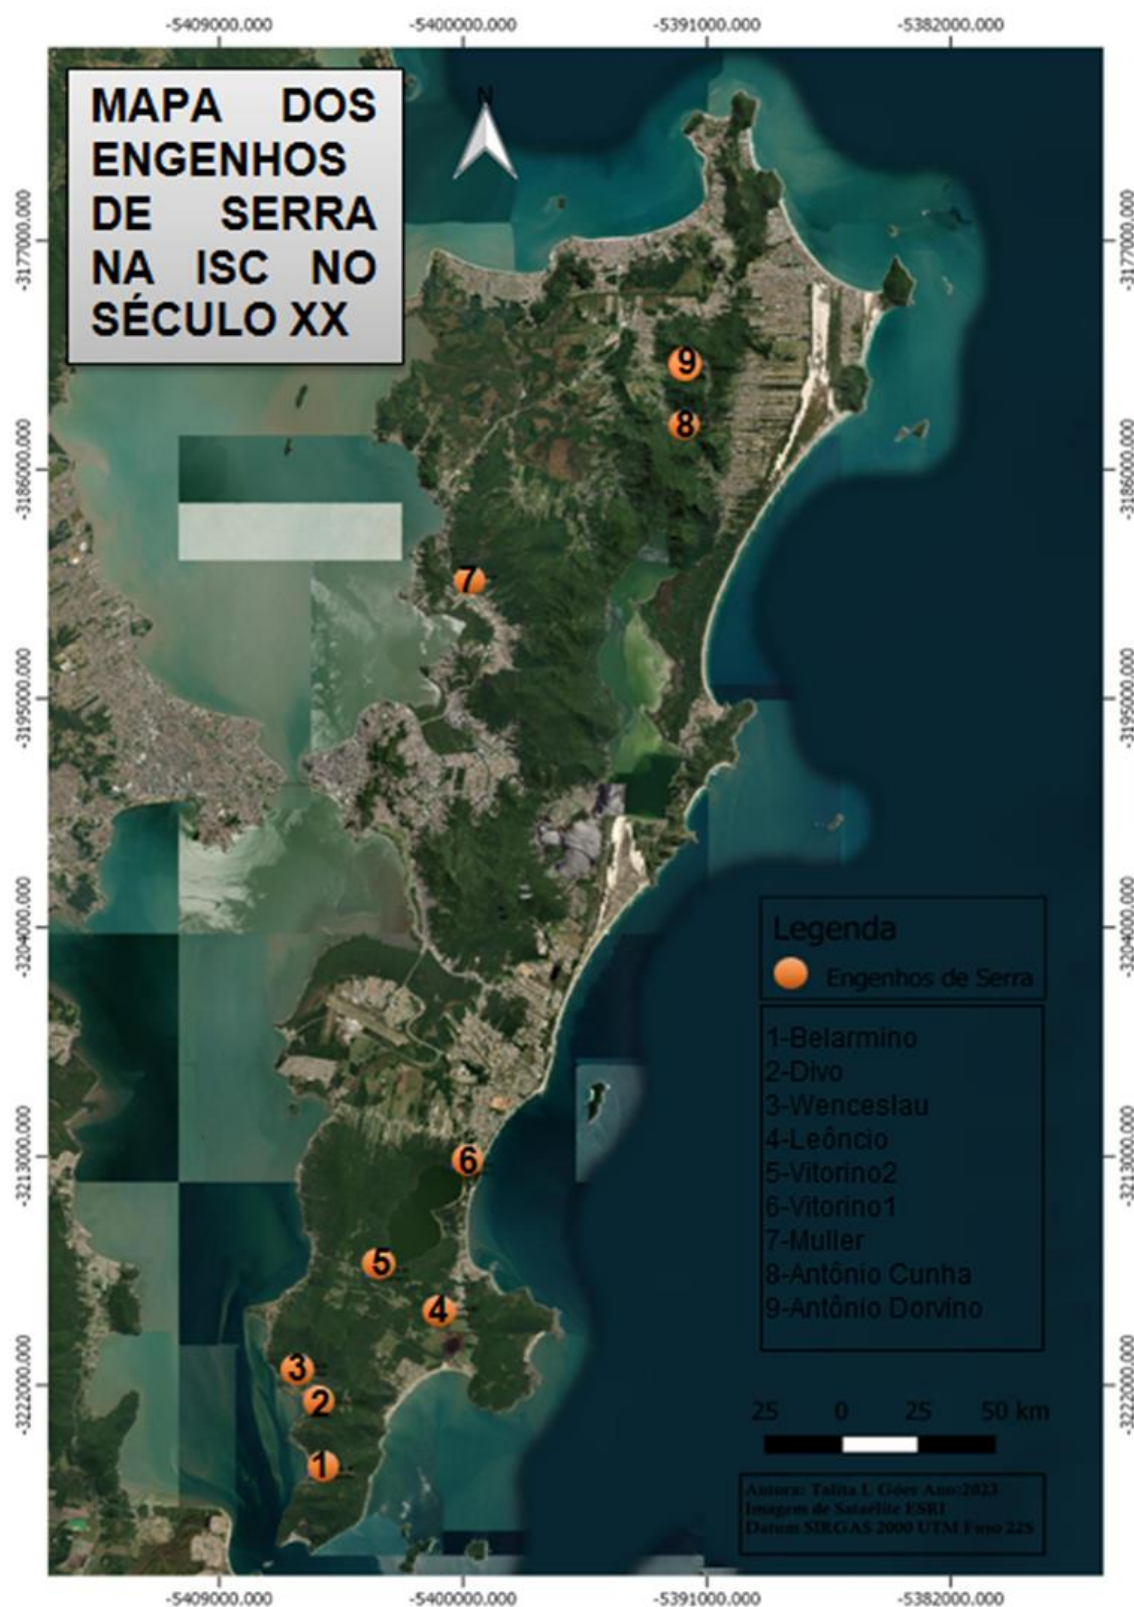 -5409000.000 -5400000.000 -5391000.000 -5382000.000
MAPA DOS
ENGENHOS
DE SERRA
NA ISC NO
SÉCULO XX
N
-3177000.000 -3177000.000
9
8
-3186000.000 -3186000.000
7
-3195000.000 -3195000.000
-3204000.000 -3204000.000
Legenda
Engenhos de Serra
1-Belarmino
2-Divo
3-Wenceslau
4-Leôncio
5-Vitorino2
6-Vitorino1
7-Muller
8-Antônio Cunha
9-Antônio Dorvino
6
-3213000.000 -3213000.000
5
4
3
2
-3222000.000 -3222000.000
1
25 0 25 50 km
Autora: Talita I. Góes Ano:2023
Imagem de Satarélite ESRI
Datum SIRGAS 2000 UTM Fuso 22S
-5409000.000 -5400000.000 -5391000.000 -5382000.000